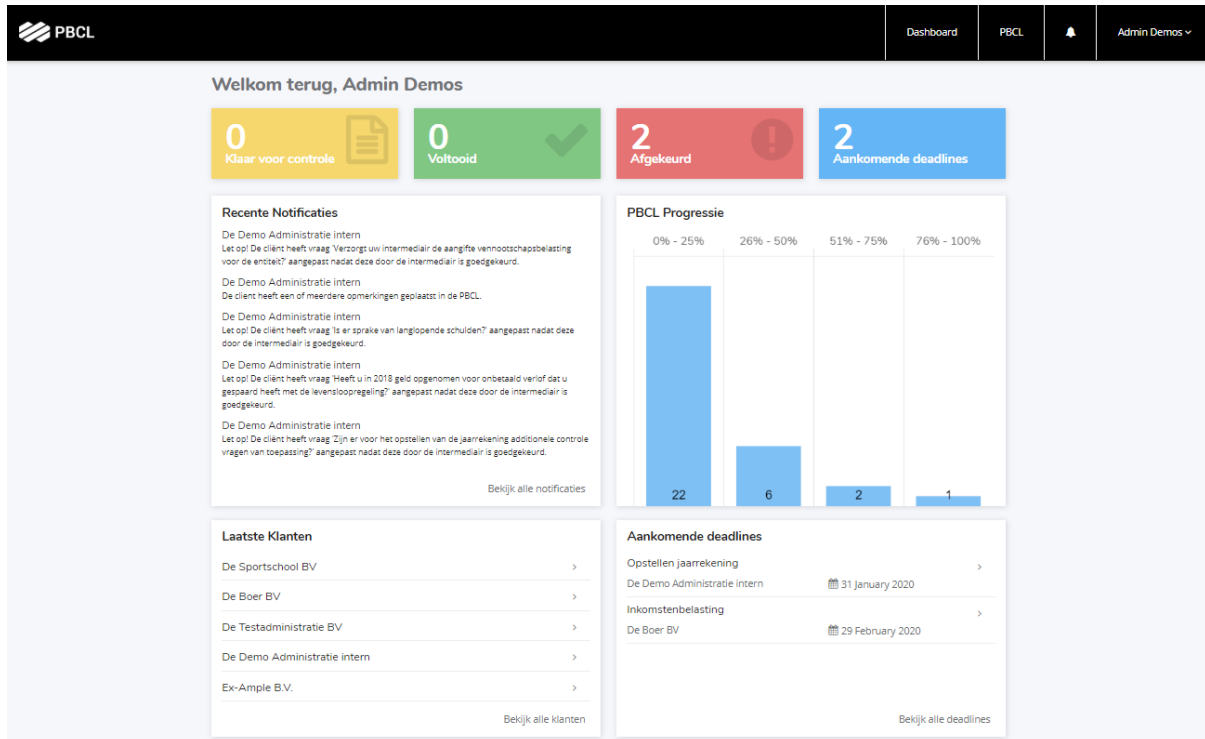 PBCL
Dashboard
PBCL
Admin Demos
Welkom terug, Admin Demos
0
Klaar voor controle
0
Voltooid
2
Afgekeurd
2
Aankomende deadlines
Recente Notificaties
De Demo Administratie intern
Let op! De cliënt heeft vraag 'Verzorgt uw intermediair de aangifte vennootschapsbelasting
voor de entiteit?' aangepast nadat deze door de intermediair is goedgekeurd.
De Demo Administratie intern
De client heeft een of meerdere opmerkingen geplaatst in de PBCL.
De Demo Administratie intern
Let op! De cliënt heeft vraag 'Is er sprake van langlopende schulden?' aangepast nadat deze
door de intermediair is goedgekeurd.
De Demo Administratie intern
Let op! De cliënt heeft vraag 'Heeft u in 2018 geld opgenomen voor onbetaald verlof dat u
gespaard heeft met de levensloopregeling?' aangepast nadat deze door de intermediair is
goedgekeurd.
De Demo Administratie intern
Let op! De cliënt heeft vraag 'Zijn er voor het opstellen van de jaarrekening additionele controle
vragen van toepassing?' aangepast nadat deze door de intermediair is goedgekeurd.
Bekijk alle notificaties
PBCL Progressie
0% - 25%
26% - 50%
51% - 75%
76% - 100%
22
6
2
1
Laatste Klanten
De Sportschool BV
De Boer BV
De Testadministratie BV
De Demo Administratie intern
Ex-Ample B.V.
Bekijk alle klanten
Aankomende deadlines
Opstellen jaarrekening
De Demo Administratie intern
31 January 2020
Inkomstenbelasting
De Boer BV
29 February 2020
Bekijk alle deadlines